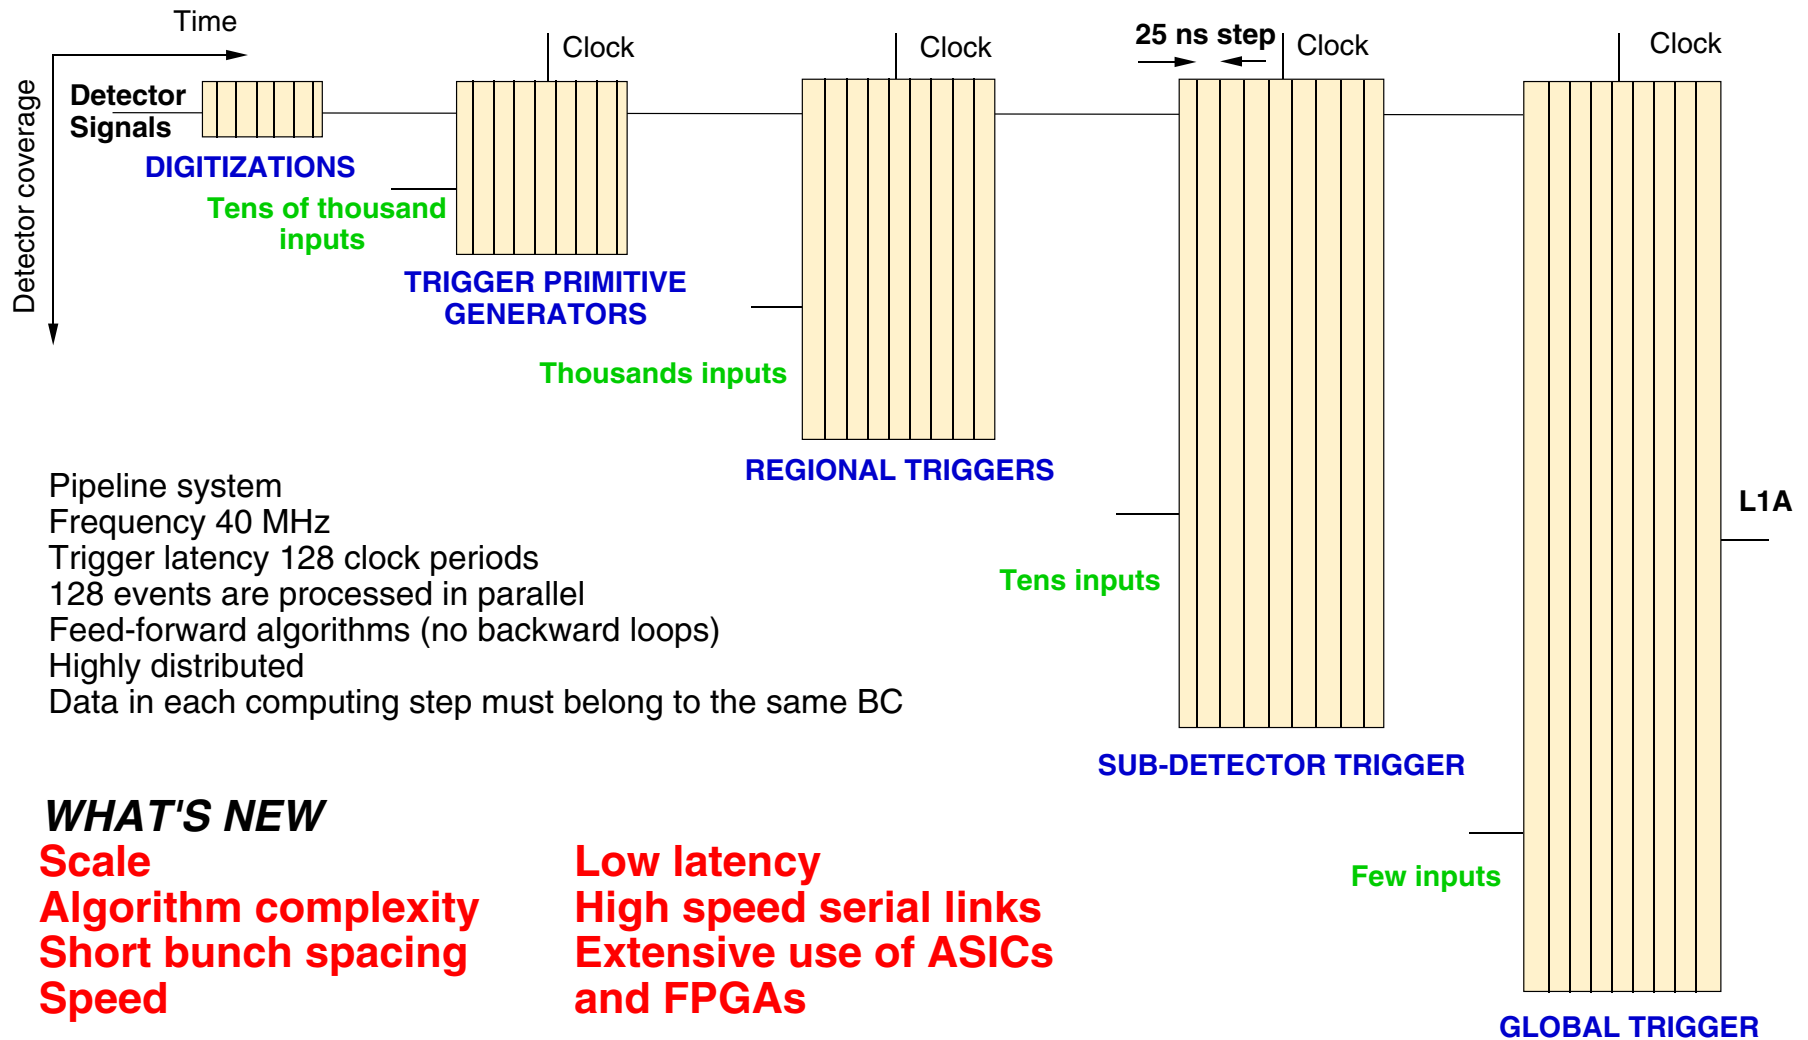 Time
Clock
Clock
25 ns step
Clock
Clock
Detector coverage
Detector
Signals
DIGITIZATIONS
Tens of thousand
inputs
TRIGGER PRIMITIVE
GENERATORS
Thousands inputs
REGIONAL TRIGGERS
L1A
Tens inputs
SUB-DETECTOR TRIGGER
Few inputs
GLOBAL TRIGGER
Pipeline system
Frequency 40 MHz
Trigger latency 128 clock periods
128 events are processed in parallel
Feed-forward algorithms (no backward loops)
Highly distributed
Data in each computing step must belong to the same BC
WHAT'S NEW
Scale
Algorithm complexity
Short bunch spacing
Speed
Low latency
High speed serial links
Extensive use of ASICs
and FPGAs